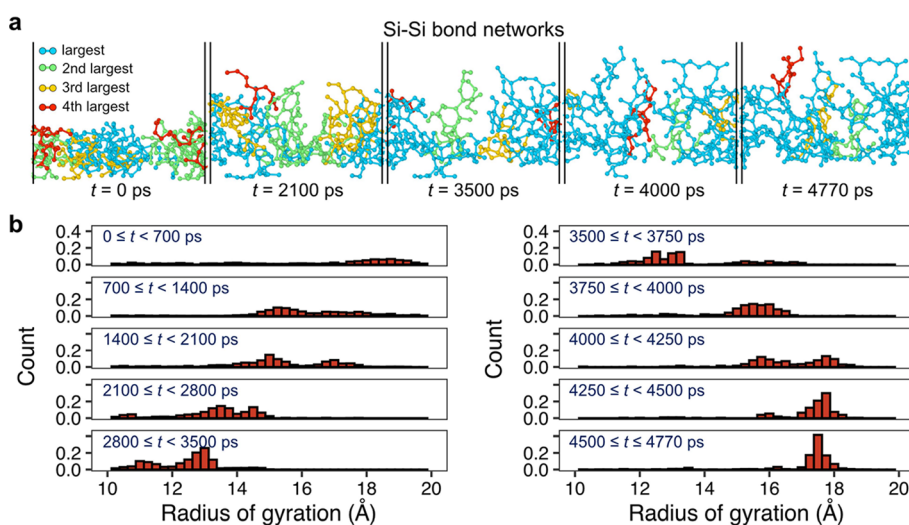 a
Si-Si bond networks
largest
2nd largest
3rd largest
4th largest
t = 0 ps
t = 2100 ps
t = 3500 ps
t = 4000 ps
t = 4770 ps
b
Count
0.4
0.0
0 ≤ t < 700 ps
0.2
0.0
700 ≤ t < 1400 ps
0.2
0.0
1400 ≤ t < 2100 ps
0.2
0.0
2100 ≤ t < 2800 ps
0.2
0.0
2800 ≤ t < 3500 ps
10 12 14 16 18 20
Radius of gyration (Å)
Count
0.4
0.0
3500 ≤ t < 3750 ps
0.2
0.0
3750 ≤ t < 4000 ps
0.2
0.0
4000 ≤ t < 4250 ps
0.2
0.0
4250 ≤ t < 4500 ps
0.2
0.0
4500 ≤ t ≤ 4770 ps
10 12 14 16 18 20
Radius of gyration (Å)